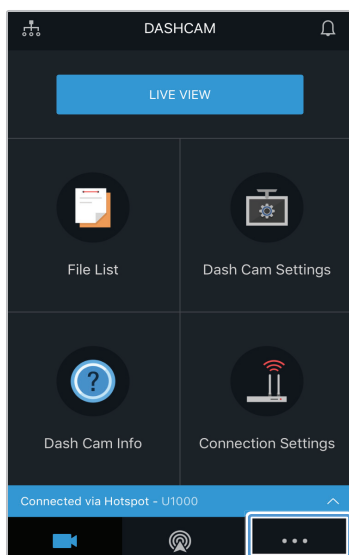 DASHCAM
LIVE VIEW
File List
Dash Cam Settings
Dash Cam Info
Connection Settings
Connected via Hotspot - U1000